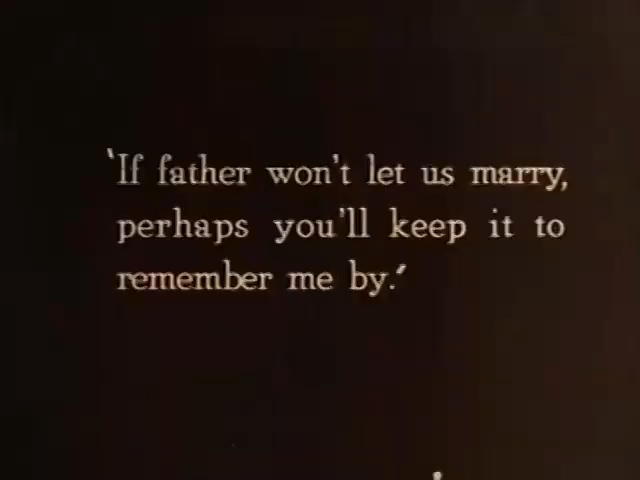 'If father won't let us marry,
perhaps you'll keep it to
remember me by.'